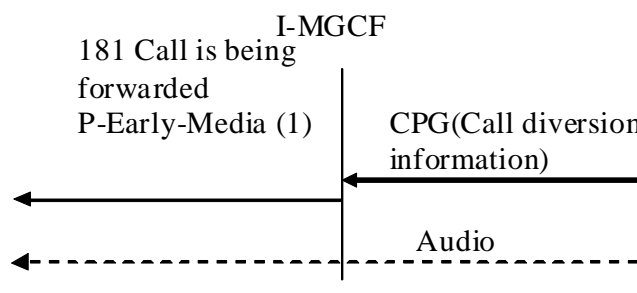 I-MGCF
181 Call is being
forwarded
P-Early-Media (1)
CPG(Call diversion
information)
Audio